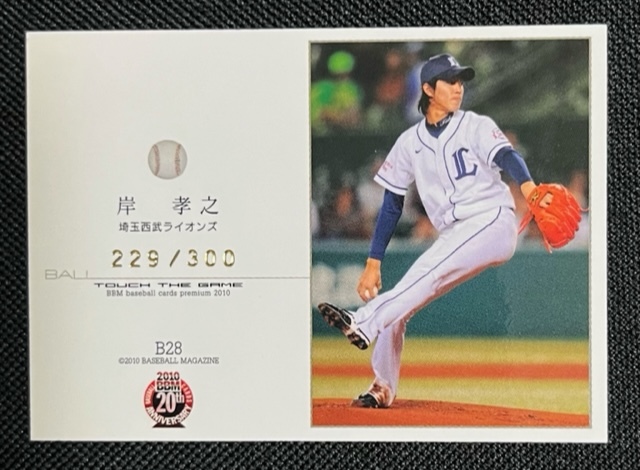 岸 孝之
埼玉西武ライオンズ
229/300
BALL
TOUCH THE GAME
BBM baseball cards premium 2010
B28
©2010 BASEBALL MAGAZINE
2010
BBM
20th
ANNIVERSARY
L
L